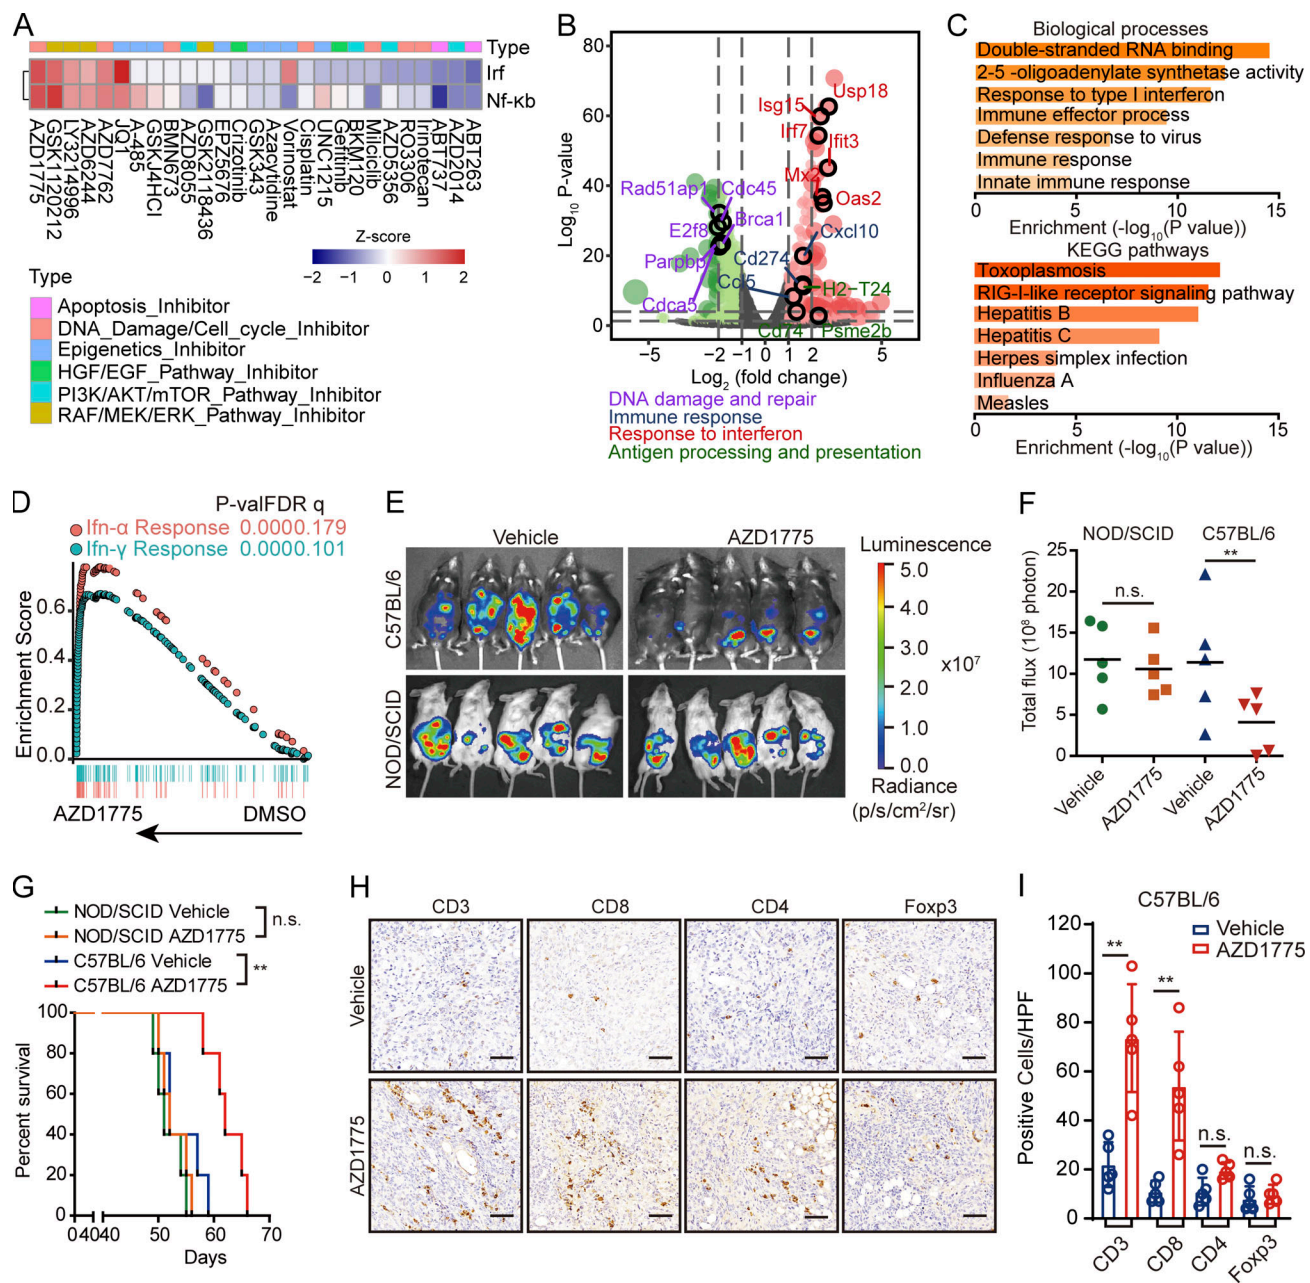 A
Type
Irf
Nf-κb
AZD1775
GSK1120212
LY3214996
AZD6244
AZD7762
JQ1
A-485
GSKJ4HCl
BMN673
AZD8055
GSK2118436
EPZ5676
Crizotinib
GSK343
Azacytidine
Vorinostat
Cisplatin
UNC1215
Gefitinib
BKM120
Milciclib
AZD5356
RO3306
Irinotecan
ABT737
AZD2014
ABT263
Z-score
−2 −1 0 1 2
Type
Apoptosis_Inhibitor
DNA_Damage/Cell_cycle_Inhibitor
Epigenetics_Inhibitor
HGF/EGF_Pathway_Inhibitor
PI3K/AKT/mTOR_Pathway_Inhibitor
RAF/MEK/ERK_Pathway_Inhibitor
B
Log10 P-value
80
60
40
20
0
Usp18
Isg15
Irf7
Ifit3
Mx2
Oas2
Rad51ap1
Cdc45
E2f8
Brca1
Parpbp
Cdca5
Cxcl10
Cd274
Ccl5
H2−T24
Cd74
Psme2b
−5 −2 −1 0 1 2 5
Log2 (fold change)
DNA damage and repair
Immune response
Response to interferon
Antigen processing and presentation
C
Biological processes
Double-stranded RNA binding
2-5 -oligoadenylate synthetase activity
Response to type I interferon
Immune effector process
Defense response to virus
Immune response
Innate immune response
0 5 10 15
Enrichment (-log10(P value))
KEGG pathways
Toxoplasmosis
RIG-I-like receptor signaling pathway
Hepatitis B
Hepatitis C
Herpes simplex infection
Influenza A
Measles
0 5 10 15
Enrichment (-log10(P value))
D
P-valFDR q
Ifn-α Response 0.0000.179
Ifn-γ Response 0.0000.101
Enrichment Score
0.6
0.4
0.2
0.0
AZD1775 DMSO
E
Vehicle AZD1775
C57BL/6
NOD/SCID
Luminescence
5.0
4.0
x10⁷
2.0
1.0
0.0
Radiance
(p/s/cm²/sr)
F
NOD/SCID C57BL/6
Total flux (10⁸ photon)
25
20
15
10
5
0
n.s.
**
Vehicle
AZD1775
Vehicle
AZD1775
G
NOD/SCID Vehicle
NOD/SCID AZD1775
n.s.
C57BL/6 Vehicle
C57BL/6 AZD1775
**
Percent survival
100
80
60
40
20
0
0 40 40 50 60 70
Days
H
CD3 CD8 CD4 Foxp3
Vehicle
AZD1775
I
C57BL/6
Vehicle
AZD1775
Positive Cells/HPF
120
100
80
60
40
20
0
**
**
n.s.
n.s.
CD3
CD8
CD4
Foxp3